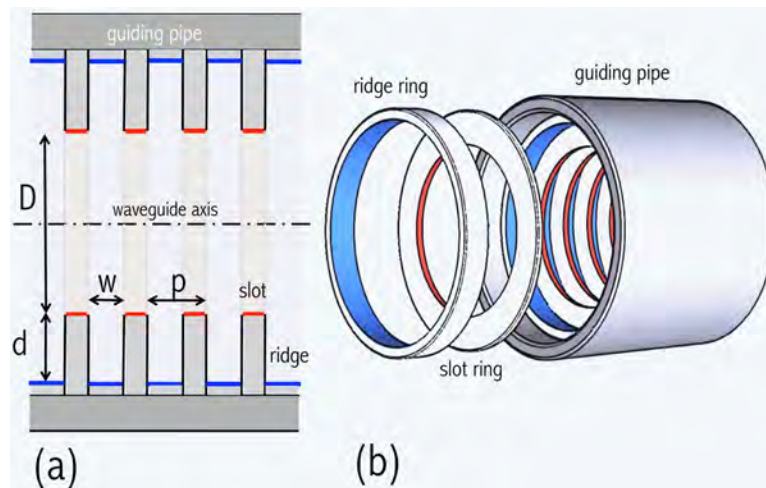 guiding pipe
D
waveguide axis
w
p
slot
d
ridge
(a)
ridge ring
guiding pipe
slot ring
(b)